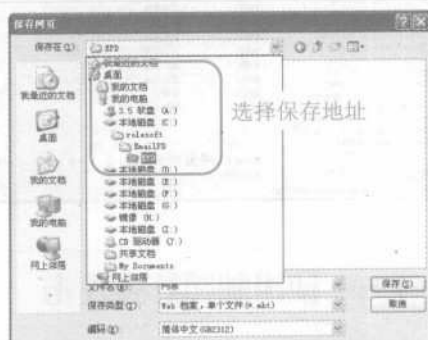 保存网页
保存在(I):
XPD
我最近的文档
桌面
我的文档
我的电脑
3.5 软盘 (A:)
本地磁盘 (C:)
rulesoft
EmailPD
本地磁盘 (D:)
本地磁盘 (E:)
本地磁盘 (F:)
本地磁盘 (G:)
镜像 (H:)
本地磁盘 (I:)
CD 驱动器 (J:)
共享文档
My Documents
网上邻居
选择保存地址
我最近的文档
桌面
我的文档
我的电脑
网上邻居
文件名(N):
保存(S)
保存类型(T):
Web 档案，单个文件(*.mht)
取消
编码(E):
简体中文(GB2312)